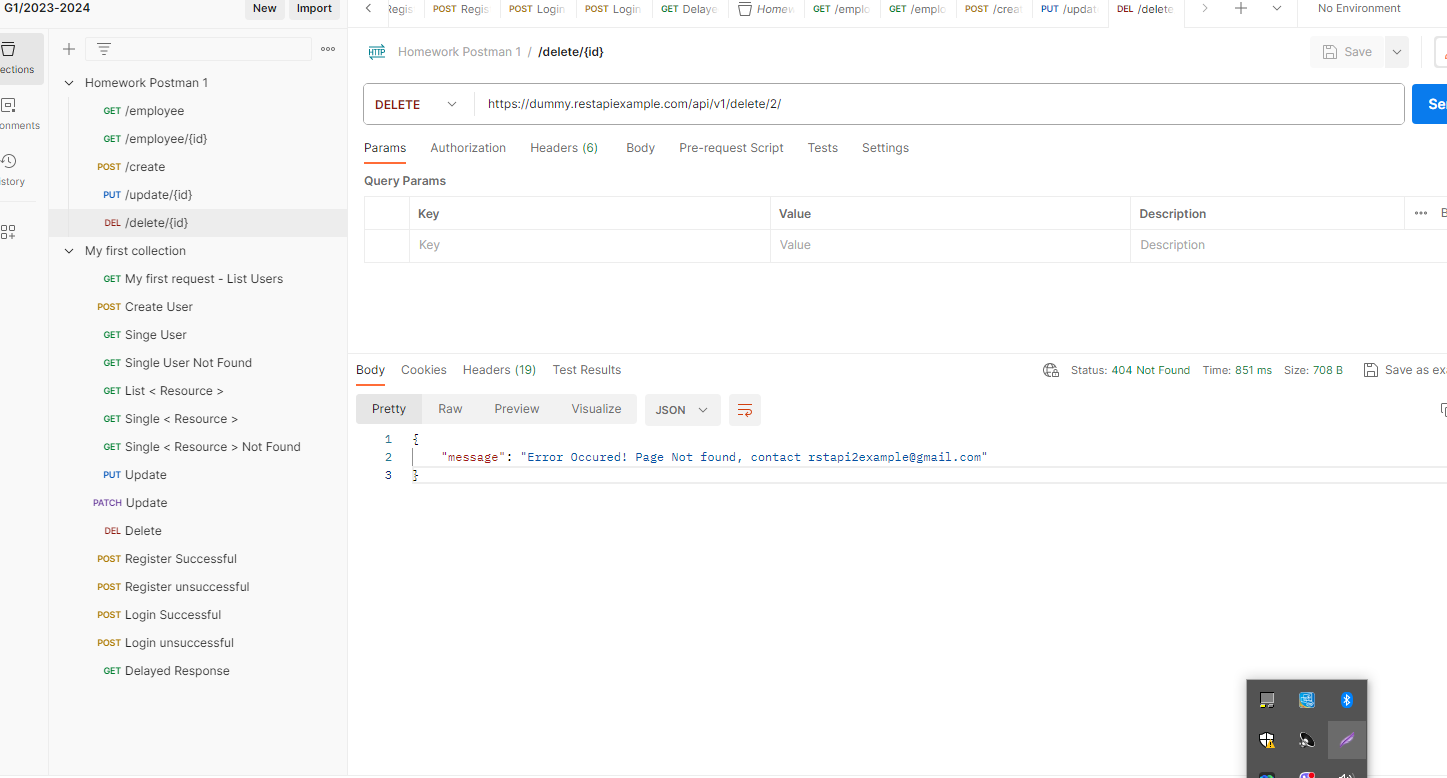 G1/2023-2024
New
Import
POST Regis
POST Login
POST Login
GET Delaye
Homew
GET /emplo
GET /emplo
POST /creat
PUT /update
DEL /delete
No Environment
ections
onments
istory
Homework Postman 1
GET /employee
GET /employee/{id}
POST /create
PUT /update/{id}
DEL /delete/{id}
My first collection
GET My first request - List Users
POST Create User
GET Singe User
GET Single User Not Found
GET List < Resource >
GET Single < Resource >
GET Single < Resource > Not Found
PUT Update
PATCH Update
DEL Delete
POST Register Successful
POST Register unsuccessful
POST Login Successful
POST Login unsuccessful
GET Delayed Response
HTTP Homework Postman 1 / /delete/{id}
Save
DELETE https://dummy.restapiexample.com/api/v1/delete/2/
Se
Params Authorization Headers (6) Body Pre-request Script Tests Settings
Query Params
Key Value Description
Key Value Description
Body Cookies Headers (19) Test Results
Status: 404 Not Found Time: 851 ms Size: 708 B Save as exa
Pretty Raw Preview Visualize JSON
1 {
2 "message": "Error Occured! Page Not found, contact rstapi2example@gmail.com"
3 }